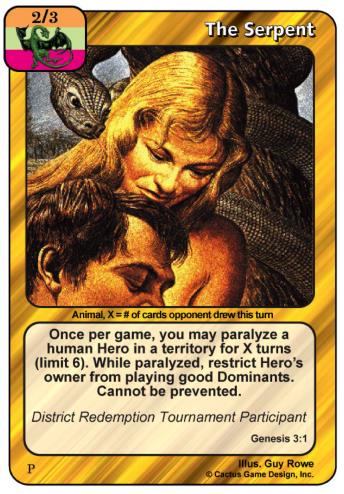 2/3
The Serpent
Animal, X = # of cards opponent drew this turn
Once per game, you may paralyze a
human Hero in a territory for X turns
(limit 6). While paralyzed, restrict Hero's
owner from playing good Dominants.
Cannot be prevented.
District Redemption Tournament Participant
Genesis 3:1
P
Illus. Guy Rowe
© Cactus Game Design, Inc.